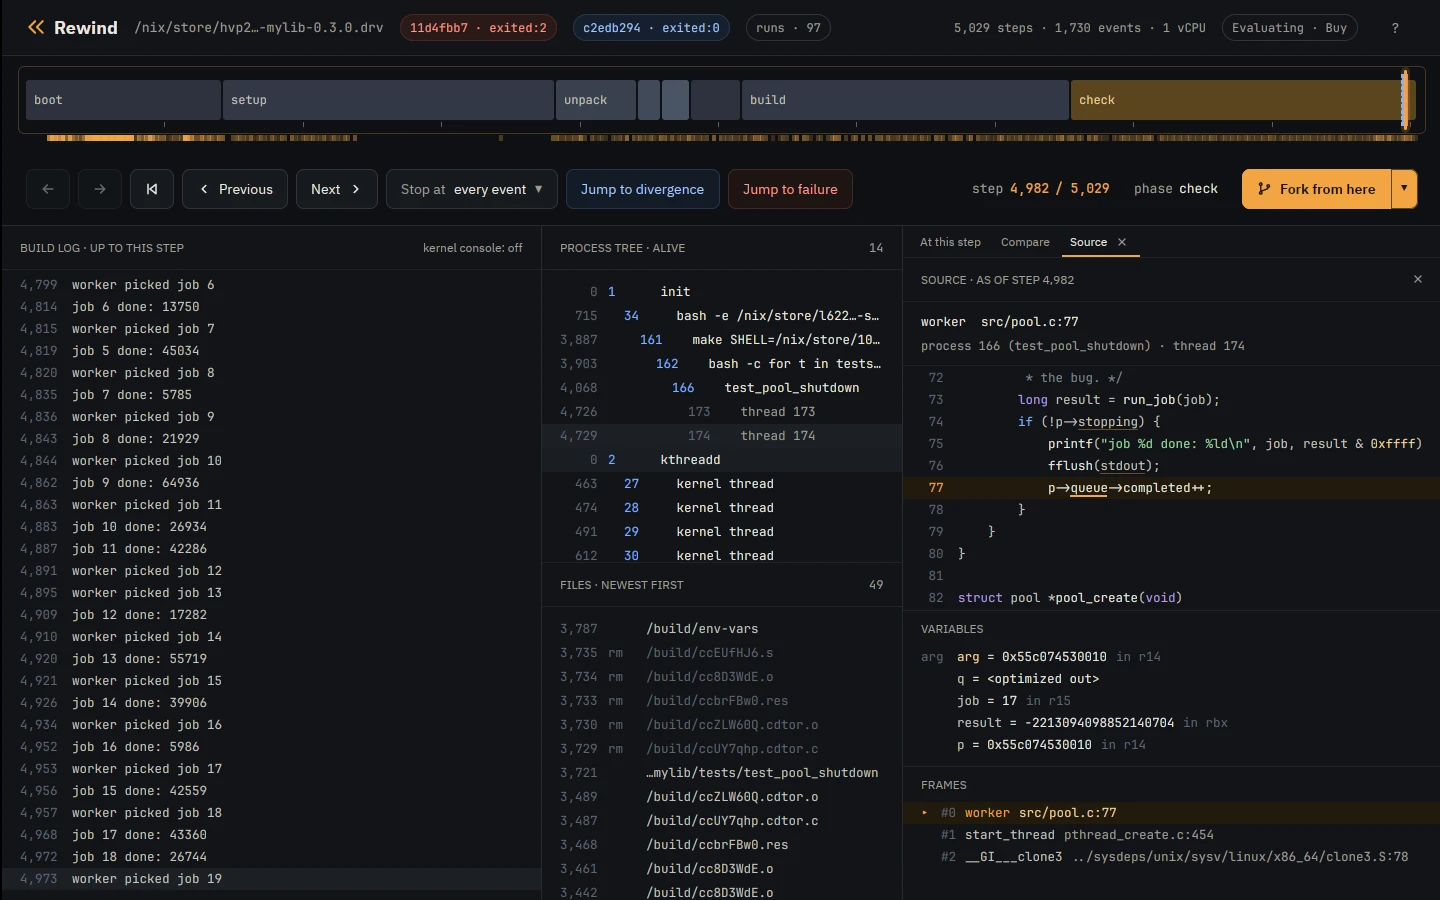 Rewind /nix/store/hvp2…-mylib-0.3.0.drv 11d4fbb7 · exited:2 c2edb294 · exited:0 runs · 97 5,029 steps · 1,730 events · 1 vCPU Evaluating · Buy ?
boot setup unpack build check
Previous Next Stop at every event ▾ Jump to divergence Jump to failure step 4,982 / 5,029 phase check Fork from here ▾
BUILD LOG · UP TO THIS STEP kernel console: off
4,799 worker picked job 6
4,814 job 6 done: 13750
4,815 worker picked job 7
4,819 job 5 done: 45034
4,820 worker picked job 8
4,835 job 7 done: 5785
4,836 worker picked job 9
4,843 job 8 done: 21929
4,844 worker picked job 10
4,862 job 9 done: 64936
4,863 worker picked job 11
4,883 job 10 done: 26934
4,887 job 11 done: 42286
4,891 worker picked job 12
4,895 worker picked job 13
4,909 job 12 done: 17282
4,910 worker picked job 14
4,920 job 13 done: 55719
4,921 worker picked job 15
4,926 job 14 done: 39906
4,934 worker picked job 16
4,952 job 16 done: 5986
4,953 worker picked job 17
4,956 job 15 done: 42559
4,957 worker picked job 18
4,968 job 17 done: 43360
4,972 job 18 done: 26744
4,973 worker picked job 19
PROCESS TREE · ALIVE 14
0 1 init
715 34 bash -e /nix/store/l622…-s…
3,887 161 make SHELL=/nix/store/10…
3,903 162 bash -c for t in tests…
4,068 166 test_pool_shutdown
4,726 173 thread 173
4,729 174 thread 174
0 2 kthreadd
463 27 kernel thread
474 28 kernel thread
491 29 kernel thread
612 30 kernel thread
FILES · NEWEST FIRST 49
3,787 /build/env-vars
3,735 rm /build/ccEUfHJ6.s
3,734 rm /build/cc8D3WdE.o
3,733 rm /build/ccbrFBw0.res
3,730 rm /build/ccZLW60Q.cdtor.o
3,729 rm /build/ccUY7qhp.cdtor.c
3,721 …mylib/tests/test_pool_shutdown
3,489 /build/ccZLW60Q.cdtor.o
3,487 /build/ccUY7qhp.cdtor.c
3,468 /build/ccbrFBw0.res
3,461 /build/cc8D3WdE.o
3,442 /build/cc8D3WdE.o
At this step Compare Source ×
SOURCE · AS OF STEP 4,982 ×
worker src/pool.c:77
process 166 (test_pool_shutdown) · thread 174
72 * the bug. */
73 long result = run_job(job);
74 if (!p->stopping) {
75 printf("job %d done: %ld\n", job, result & 0xffff)
76 fflush(stdout);
77 p->queue->completed++;
78 }
79 }
80 }
81
82 struct pool *pool_create(void)
VARIABLES
arg arg = 0x55c074530010 in r14
q = <optimized out>
job = 17 in r15
result = -2213094098852140704 in rbx
p = 0x55c074530010 in r14
FRAMES
▸ #0 worker src/pool.c:77
#1 start_thread pthread_create.c:454
#2 __GI___clone3 ../sysdeps/unix/sysv/linux/x86_64/clone3.S:78